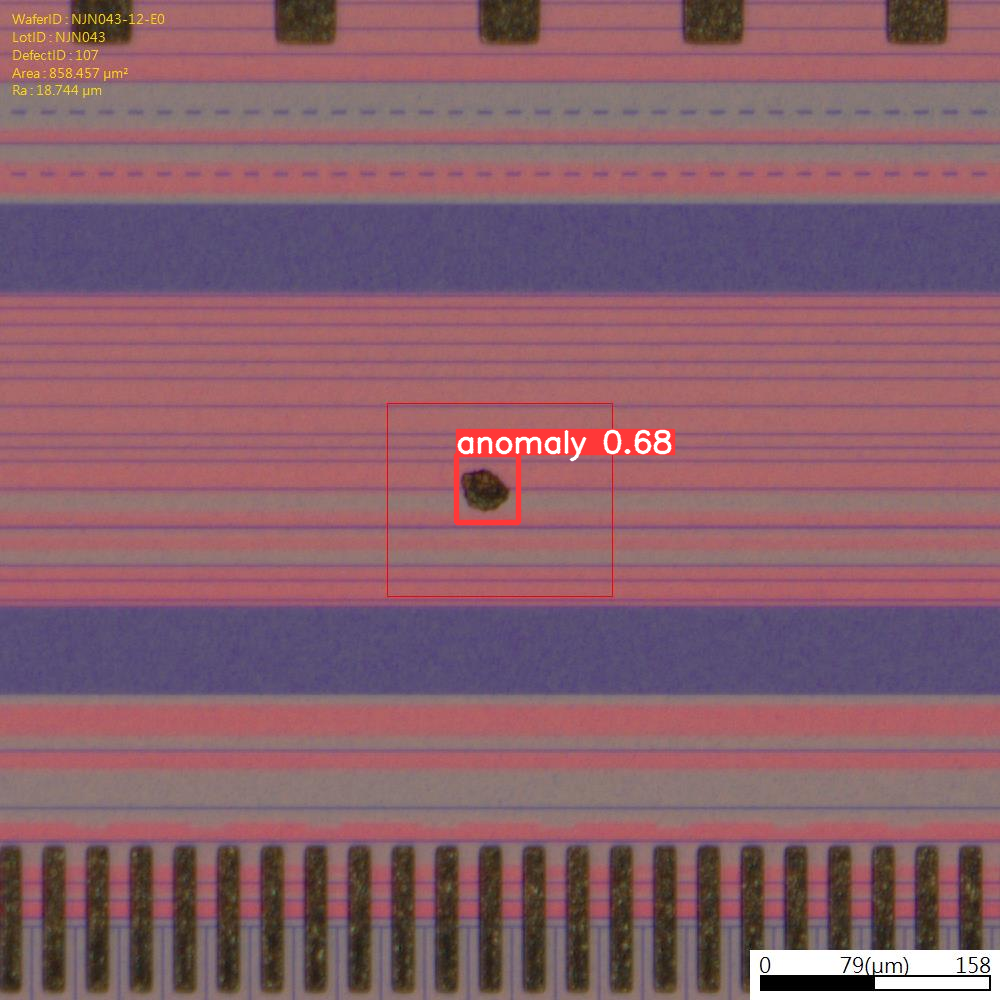 WaferID : NJN043-12-E0
LotID : NJN043
DefectID : 107
Area : 858.457 µm²
Ra : 18.744 µm
anomaly 0.68
0 79(µm) 158